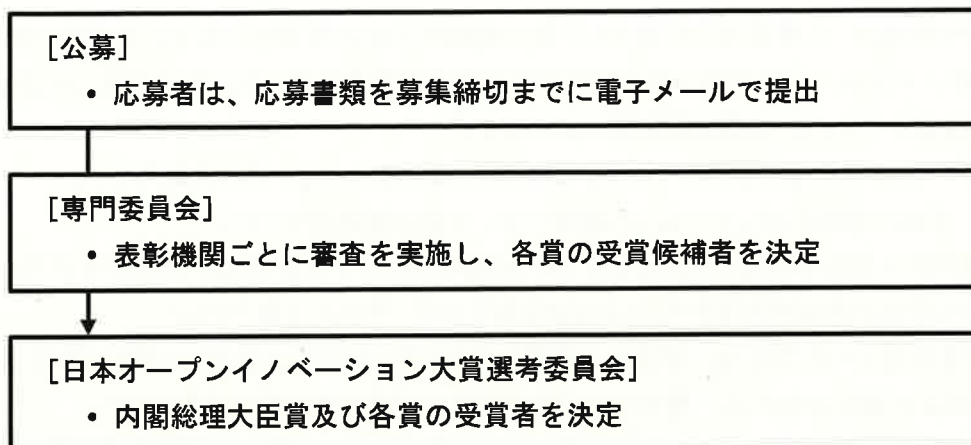 [公募]
• 応募者は、応募書類を募集締切までに電子メールで提出
[専門委員会]
• 表彰機関ごとに審査を実施し、各賞の受賞候補者を決定
[日本オープンイノベーション大賞選考委員会]
• 内閣総理大臣賞及び各賞の受賞者を決定